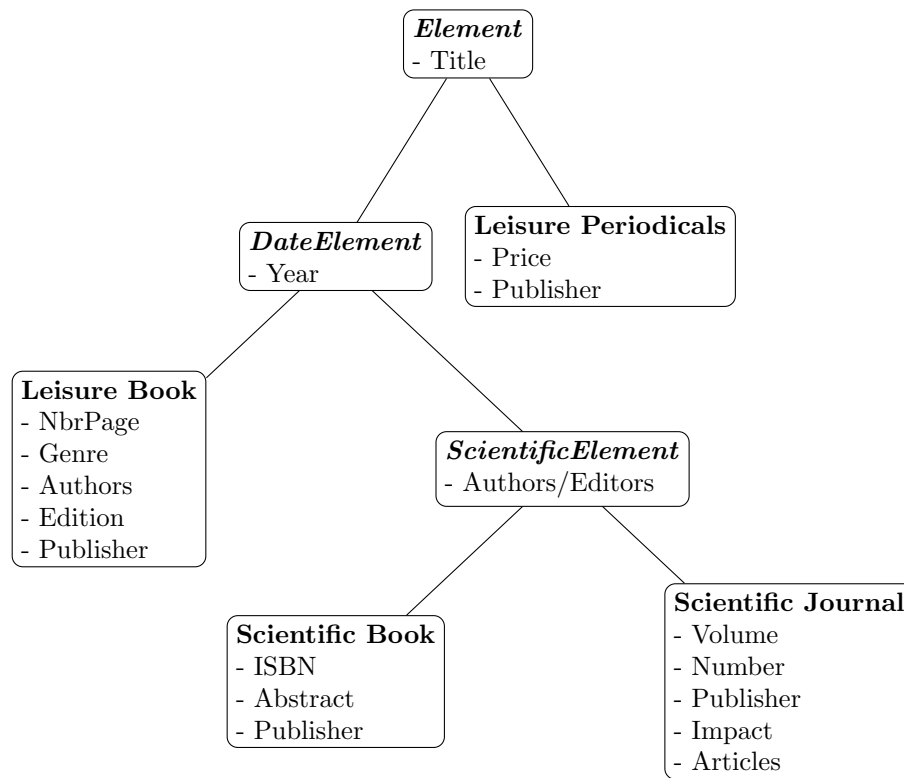 Element
- Title
DateElement
- Year
Leisure Periodicals
- Price
- Publisher
Leisure Book
- NbrPage
- Genre
- Authors
- Edition
- Publisher
ScientificElement
- Authors/Editors
Scientific Book
- ISBN
- Abstract
- Publisher
Scientific Journal
- Volume
- Number
- Publisher
- Impact
- Articles